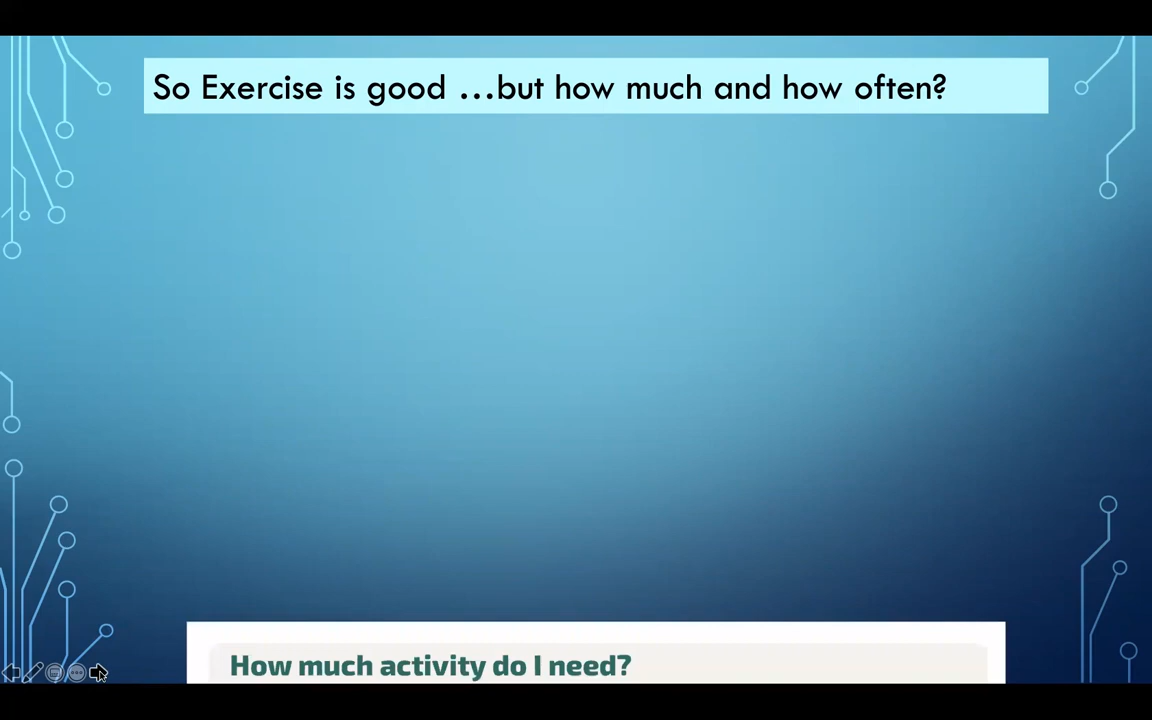 So Exercise is good ...but how much and how often?
How much activity do I need?